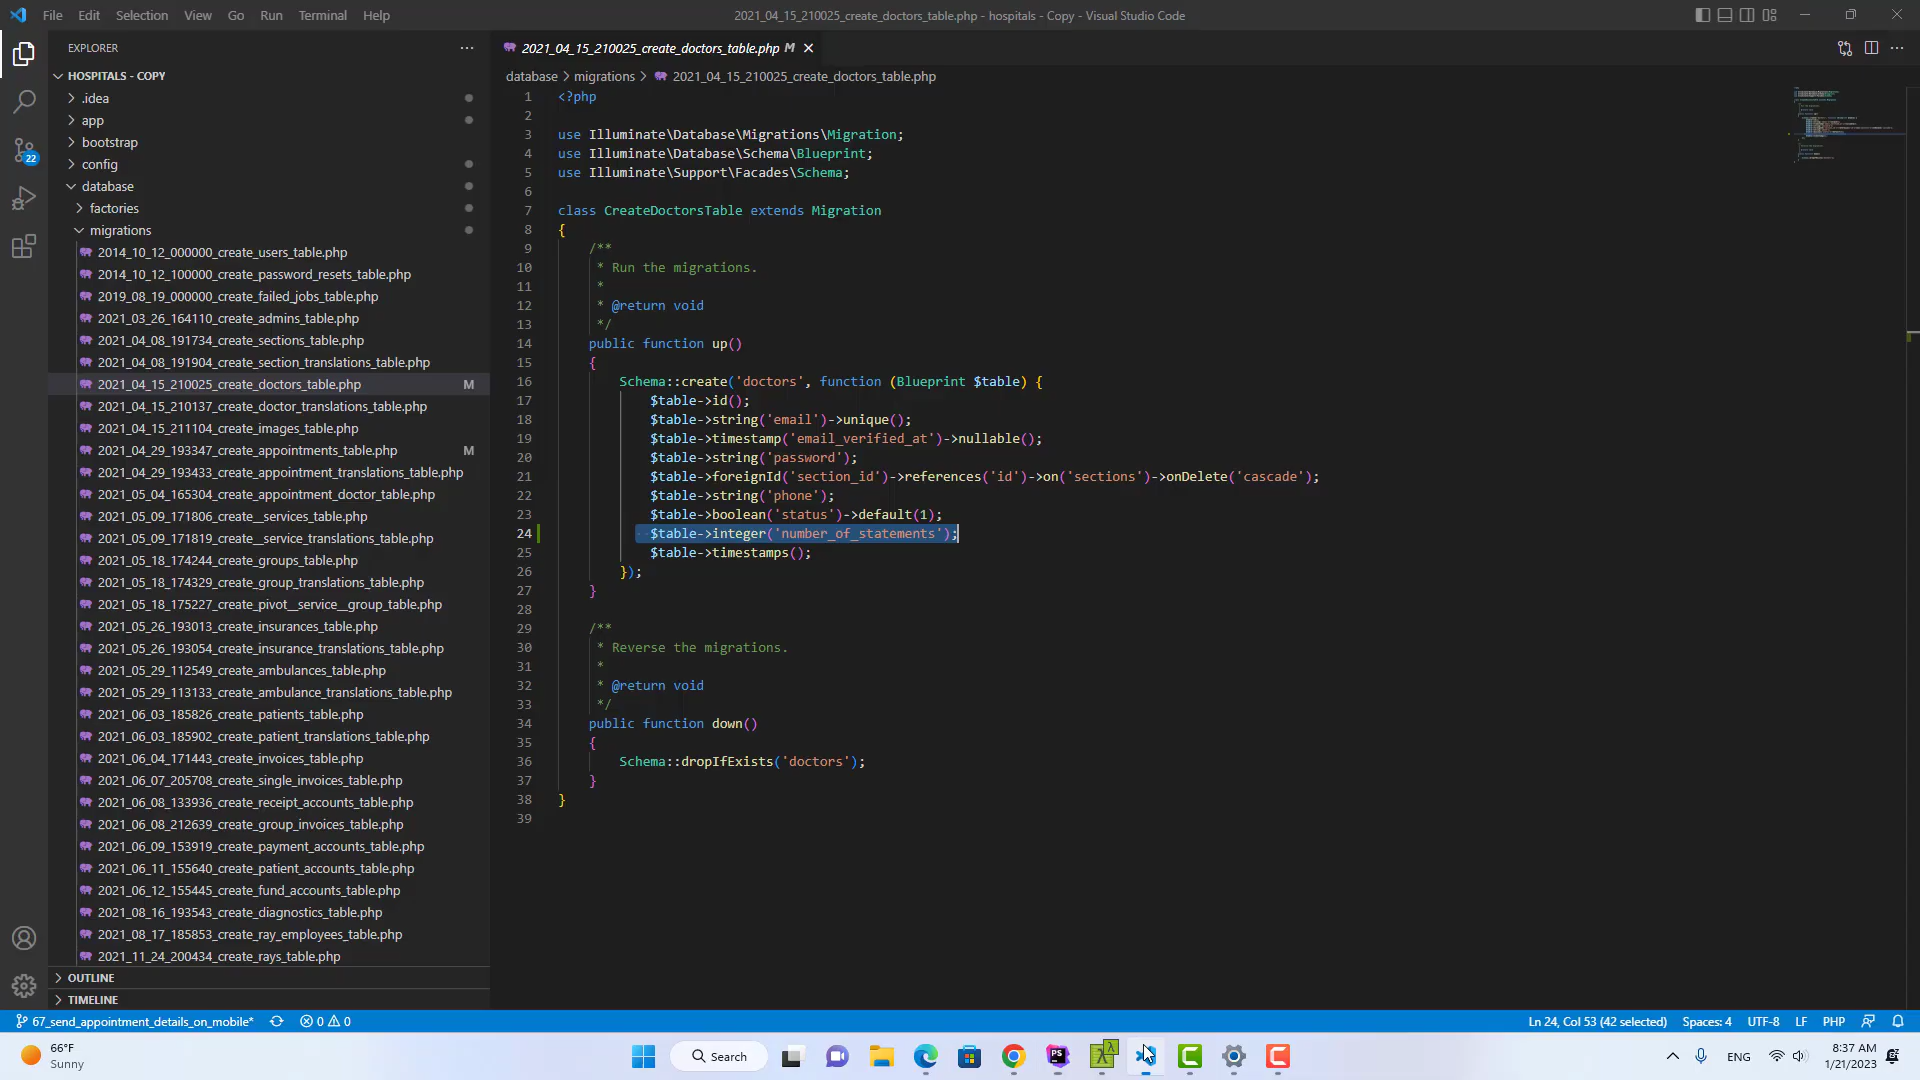 File Edit Selection View Go Run Terminal Help
2021_04_15_210025_create_doctors_table.php - hospitals - Copy - Visual Studio Code
EXPLORER
HOSPITALS - COPY
.idea
app
bootstrap
config
database
factories
migrations
2014_10_12_000000_create_users_table.php
2014_10_12_100000_create_password_resets_table.php
2019_08_19_000000_create_failed_jobs_table.php
2021_03_26_164110_create_admins_table.php
2021_04_08_191734_create_sections_table.php
2021_04_08_191904_create_section_translations_table.php
2021_04_15_210025_create_doctors_table.php M
2021_04_15_210137_create_doctor_translations_table.php
2021_04_15_211104_create_images_table.php
2021_04_29_193347_create_appointments_table.php M
2021_04_29_193433_create_appointment_translations_table.php
2021_05_04_165304_create_appointment_doctor_table.php
2021_05_09_171806_create__services_table.php
2021_05_09_171819_create__service_translations_table.php
2021_05_18_174244_create_groups_table.php
2021_05_18_174329_create_group_translations_table.php
2021_05_18_175227_create_pivot__service__group_table.php
2021_05_26_193013_create_insurances_table.php
2021_05_26_193054_create_insurance_translations_table.php
2021_05_29_112549_create_ambulances_table.php
2021_05_29_113133_create_ambulance_translations_table.php
2021_06_03_185826_create_patients_table.php
2021_06_03_185902_create_patient_translations_table.php
2021_06_04_171443_create_invoices_table.php
2021_06_07_205708_create_single_invoices_table.php
2021_06_08_133936_create_receipt_accounts_table.php
2021_06_08_212639_create_group_invoices_table.php
2021_06_09_153919_create_payment_accounts_table.php
2021_06_11_155640_create_patient_accounts_table.php
2021_06_12_155445_create_fund_accounts_table.php
2021_08_16_193543_create_diagnostics_table.php
2021_08_17_185853_create_ray_employees_table.php
2021_11_24_200434_create_rays_table.php
OUTLINE
TIMELINE
22
2021_04_15_210025_create_doctors_table.php M
database > migrations > 2021_04_15_210025_create_doctors_table.php
1 <?php
2
3 use Illuminate\Database\Migrations\Migration;
4 use Illuminate\Database\Schema\Blueprint;
5 use Illuminate\Support\Facades\Schema;
6
7 class CreateDoctorsTable extends Migration
8 {
9 /**
10 * Run the migrations.
11 *
12 * @return void
13 */
14 public function up()
15 {
16 Schema::create('doctors', function (Blueprint $table) {
17 $table->id();
18 $table->string('email')->unique();
19 $table->timestamp('email_verified_at')->nullable();
20 $table->string('password');
21 $table->foreignId('section_id')->references('id')->on('sections')->onDelete('cascade');
22 $table->string('phone');
23 $table->boolean('status')->default(1);
24 $table->integer('number_of_statements');
25 $table->timestamps();
26 });
27 }
28
29 /**
30 * Reverse the migrations.
31 *
32 * @return void
33 */
34 public function down()
35 {
36 Schema::dropIfExists('doctors');
37 }
38 }
39
67_send_appointment_details_on_mobile* 0 0
Ln 24, Col 53 (42 selected) Spaces: 4 UTF-8 LF PHP
66°F
Sunny
Search
PS
ENG
8:37 AM
1/21/2023